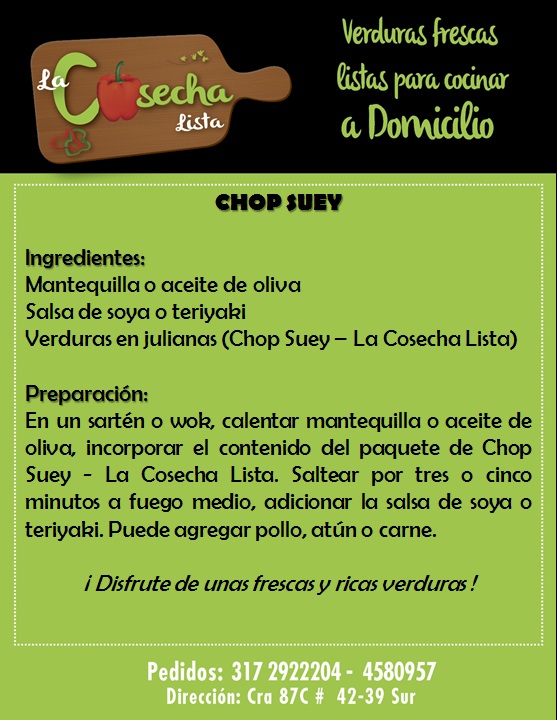 La
Cosecha
Lista
Verduras frescas
listas para cocinar
a Domicilio
CHOP SUEY
Ingredientes:
Mantequilla o aceite de oliva
Salsa de soya o teriyaki
Verduras en julianas (Chop Suey – La Cosecha Lista)
Preparación:
En un sartén o wok, calentar mantequilla o aceite de
oliva, incorporar el contenido del paquete de Chop
Suey - La Cosecha Lista. Saltear por tres o cinco
minutos a fuego medio, adicionar la salsa de soya o
teriyaki. Puede agregar pollo, atún o carne.
¡ Disfrute de unas frescas y ricas verduras !
Pedidos: 317 2922204 - 4580957
Dirección: Cra 87C # 42-39 Sur